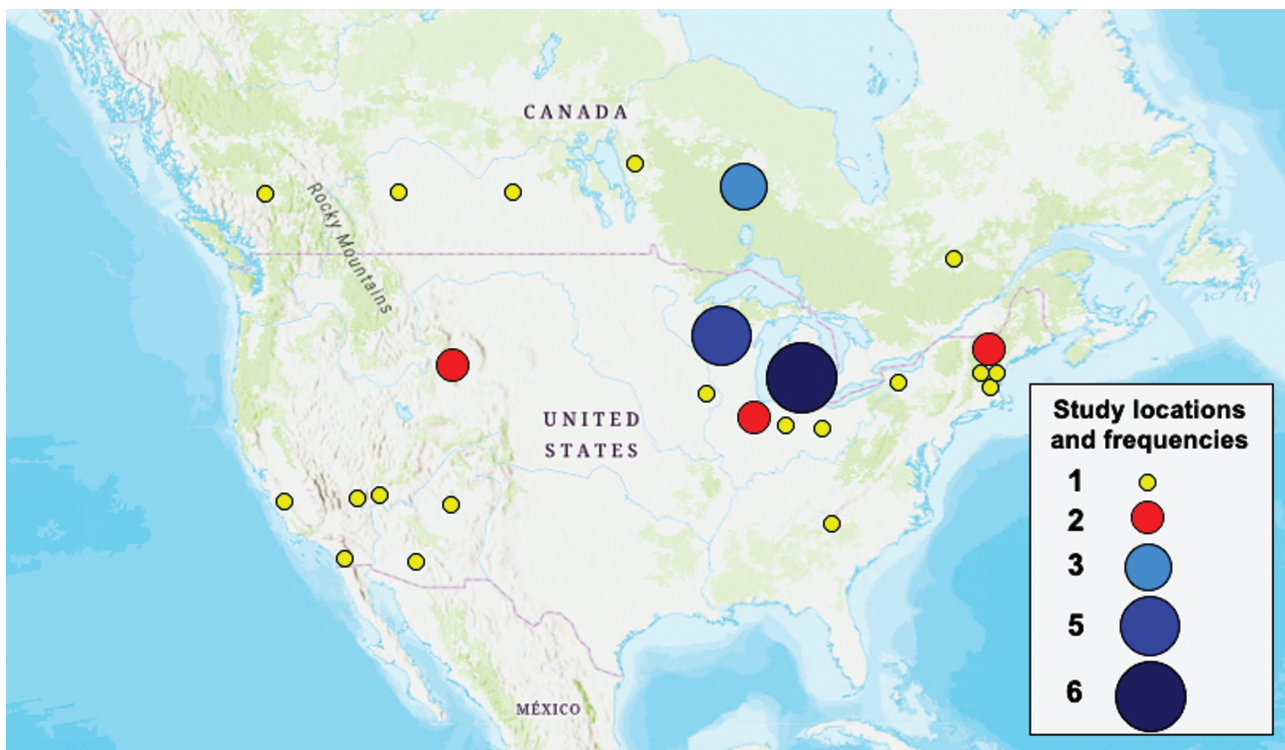 CANADA
Rocky Mountains
UNITED
STATES
MÉXICO
Study locations
and frequencies
1
2
3
5
6